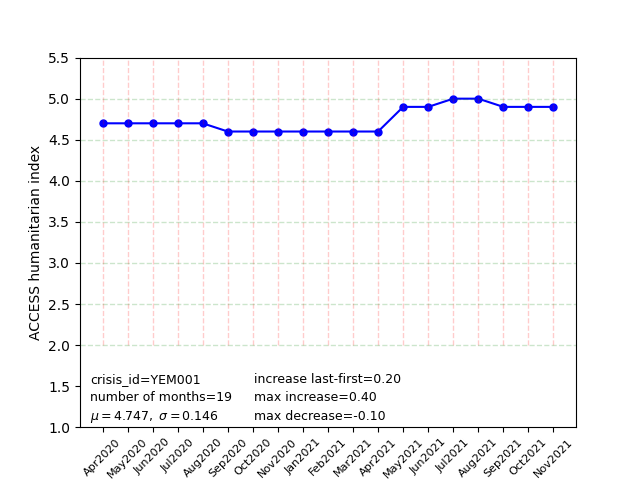 5.5
5.0
4.5
4.0
3.5
3.0
2.5
2.0
1.5
1.0
ACCESS humanitarian index
crisis_id=YEM001
increase last-first=0.20
number of months=19
max increase=0.40
μ=4.747, σ=0.146
max decrease=-0.10
Apr2020
May2020
Jun2020
Jul2020
Aug2020
Sep2020
Oct2020
Nov2020
Jan2021
Feb2021
Mar2021
Apr2021
May2021
Jun2021
Jul2021
Aug2021
Sep2021
Oct2021
Nov2021